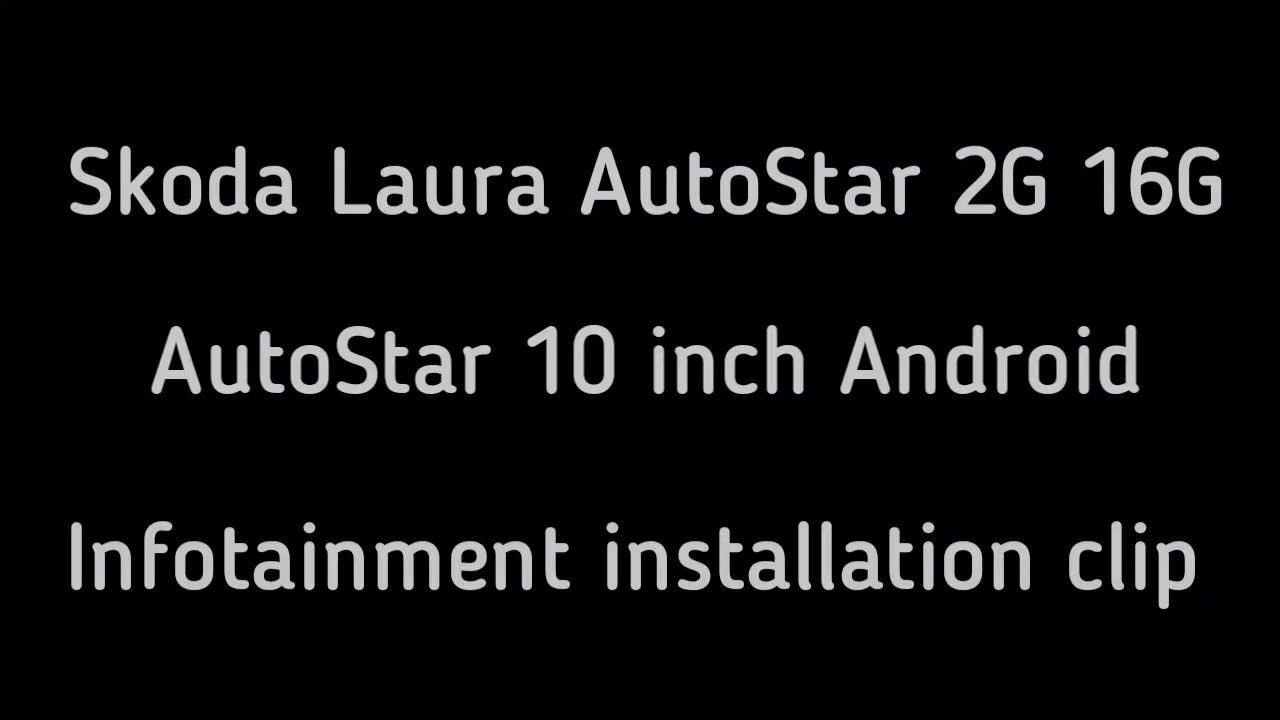 Skoda Laura AutoStar 2G 16G
AutoStar 10 inch Android
Infotainment installation clip